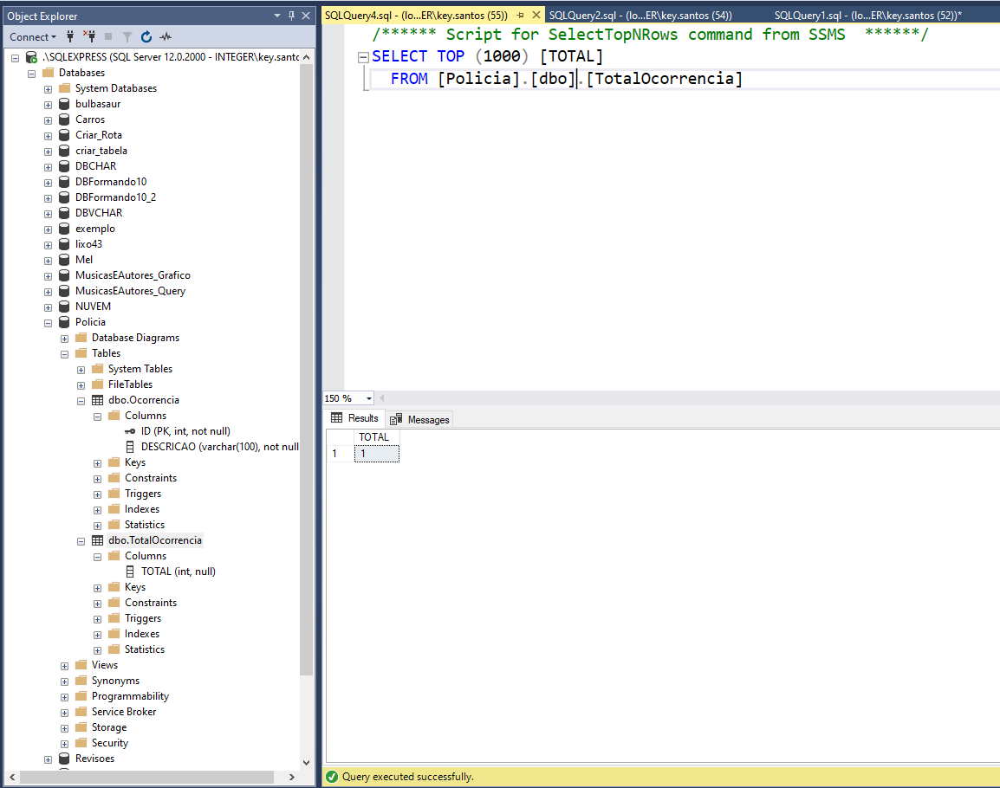 Object Explorer
Connect
.\SQLEXPRESS (SQL Server 12.0.2000 - INTEGER\key.santo
Databases
System Databases
bulbasaur
Carros
Criar_Rota
criar_tabela
DBCHAR
DBFormando10
DBFormando10_2
DBVCHAR
exemplo
lixo43
Mel
MusicasEAutores_Grafico
MusicasEAutores_Query
NUVEM
Policia
Database Diagrams
Tables
System Tables
FileTables
dbo.Ocorrencia
Columns
ID (PK, int, not null)
DESCRICAO (varchar(100), not null
Keys
Constraints
Triggers
Indexes
Statistics
dbo.TotalOcorrencia
Columns
TOTAL (int, null)
Keys
Constraints
Triggers
Indexes
Statistics
Views
Synonyms
Programmability
Service Broker
Storage
Security
Revisoes
SQLQuery4.sql - (lo...ER\key.santos (55)) SQLQuery2.sql - (lo...ER\key.santos (54)) SQLQuery1.sql - (lo...ER\key.santos (52))*
/****** Script for SelectTopNRows command from SSMS  ******/
SELECT TOP (1000) [TOTAL]
FROM [Policia].[dbo].[TotalOcorrencia]
150 %
Results Messages
TOTAL
1 1
Query executed successfully.